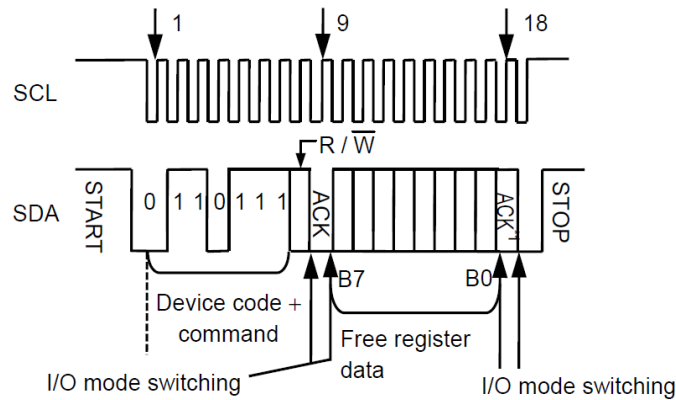 1 9 18
SCL
R / W̅
SDA START 0 1 1 0 1 1 1 ACK ACK*1 STOP
B7 B0
Device code +
command
Free register
data
I/O mode switching
I/O mode switching